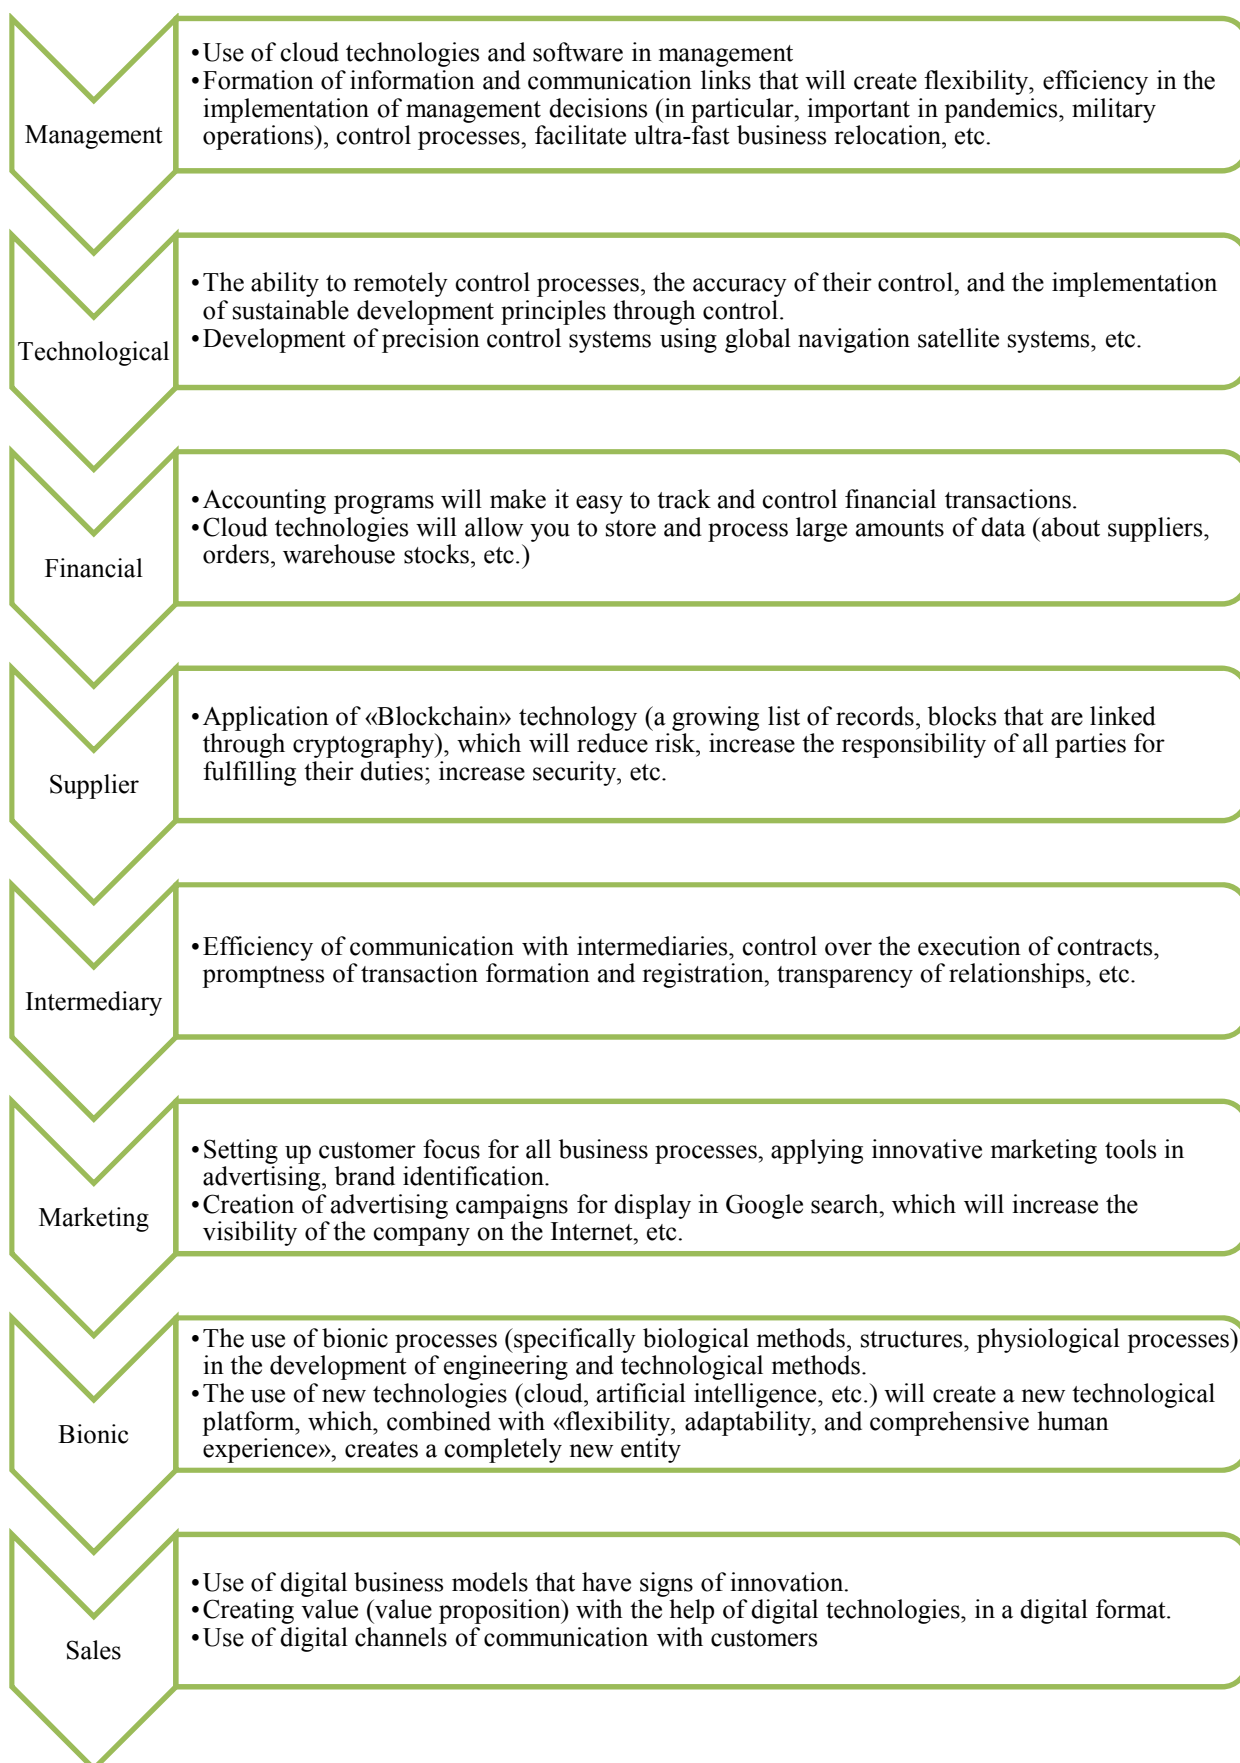 Management
•Use of cloud technologies and software in management
•Formation of information and communication links that will create flexibility, efficiency in the
implementation of management decisions (in particular, important in pandemics, military
operations), control processes, facilitate ultra-fast business relocation, etc.
Technological
•The ability to remotely control processes, the accuracy of their control, and the implementation
of sustainable development principles through control.
•Development of precision control systems using global navigation satellite systems, etc.
Financial
•Accounting programs will make it easy to track and control financial transactions.
•Cloud technologies will allow you to store and process large amounts of data (about suppliers,
orders, warehouse stocks, etc.)
Supplier
•Application of «Blockchain» technology (a growing list of records, blocks that are linked
through cryptography), which will reduce risk, increase the responsibility of all parties for
fulfilling their duties; increase security, etc.
Intermediary
•Efficiency of communication with intermediaries, control over the execution of contracts,
promptness of transaction formation and registration, transparency of relationships, etc.
Marketing
•Setting up customer focus for all business processes, applying innovative marketing tools in
advertising, brand identification.
•Creation of advertising campaigns for display in Google search, which will increase the
visibility of the company on the Internet, etc.
Bionic
•The use of bionic processes (specifically biological methods, structures, physiological processes)
in the development of engineering and technological methods.
•The use of new technologies (cloud, artificial intelligence, etc.) will create a new technological
platform, which, combined with «flexibility, adaptability, and comprehensive human
experience», creates a completely new entity
Sales
•Use of digital business models that have signs of innovation.
•Creating value (value proposition) with the help of digital technologies, in a digital format.
•Use of digital channels of communication with customers